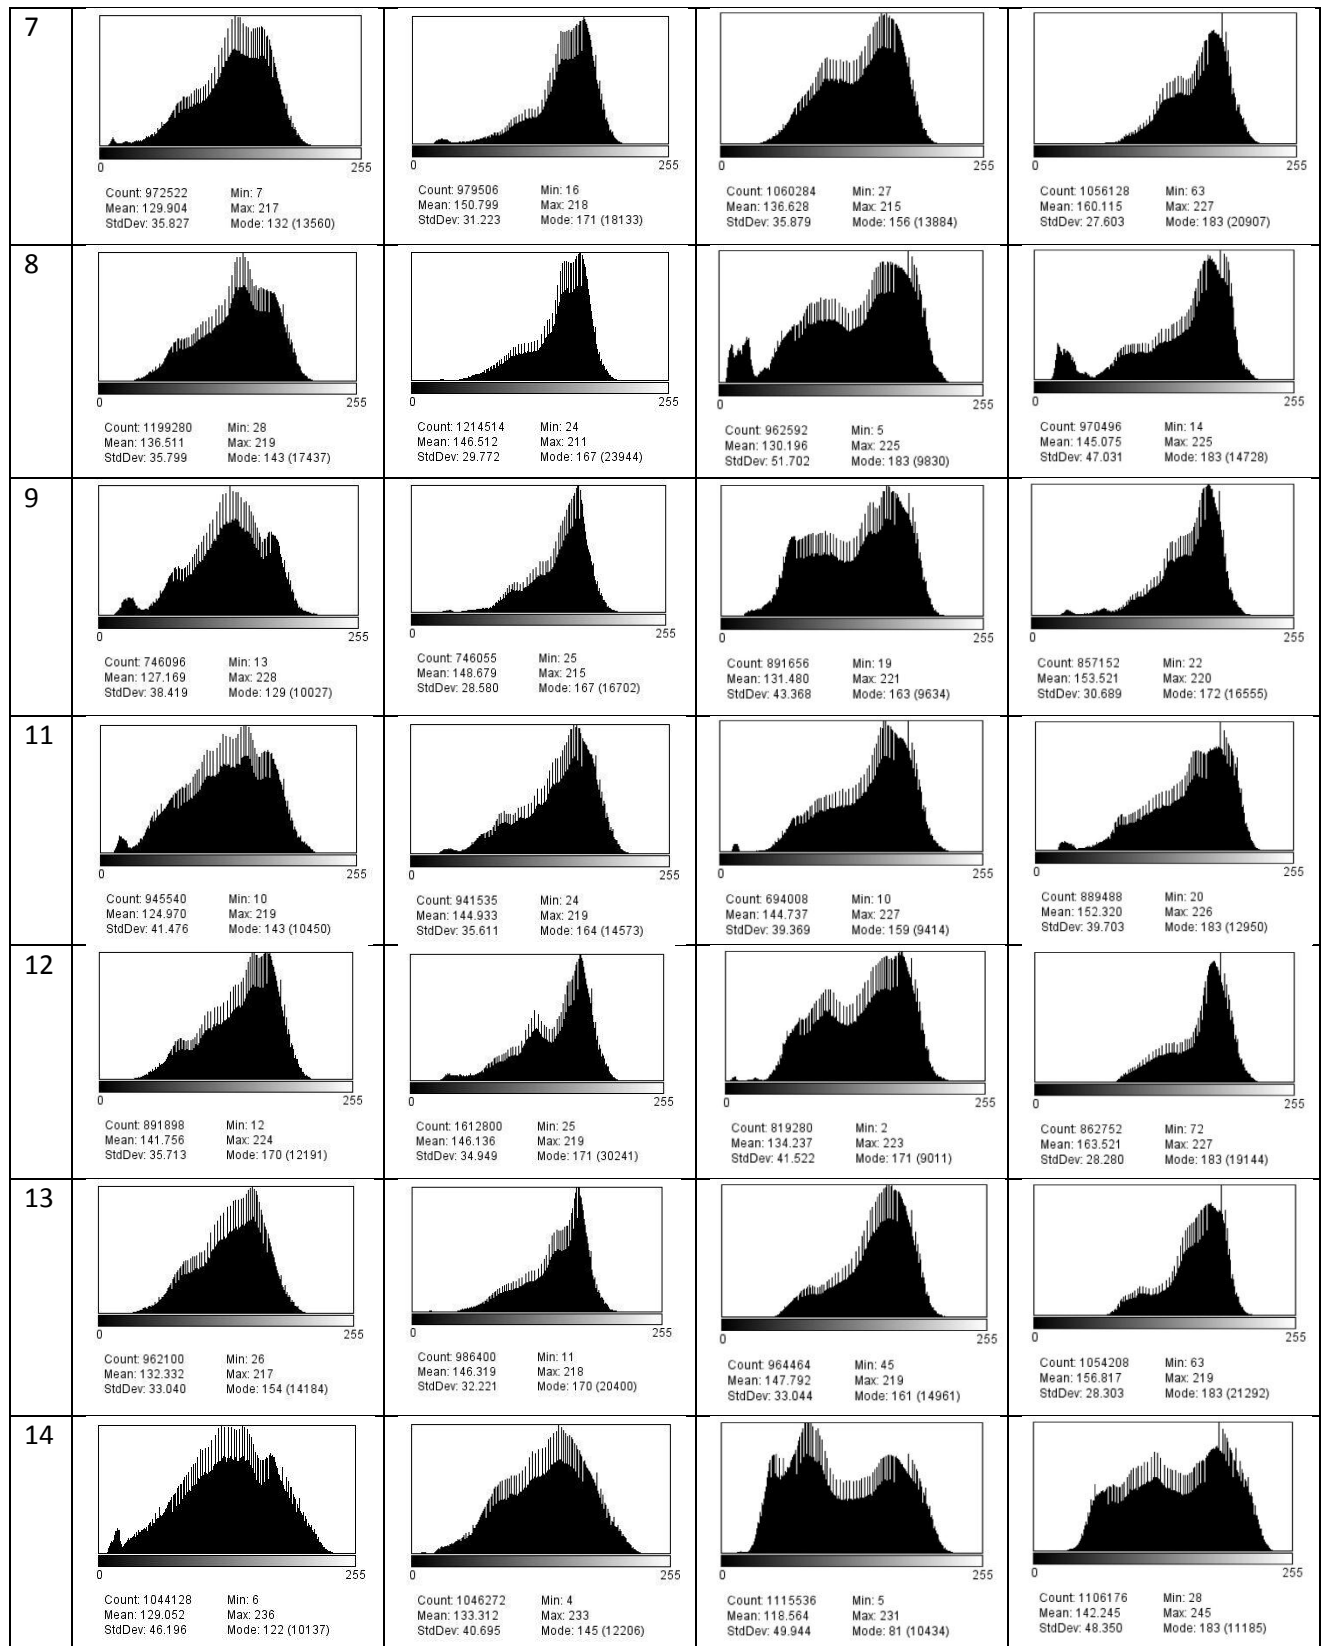 7
0 255
Count: 972522 Min: 7
Mean: 129.904 Max: 217
StdDev: 35.827 Mode: 132 (13560)
0 255
Count: 979506 Min: 16
Mean: 150.799 Max: 218
StdDev: 31.223 Mode: 171 (18133)
0 255
Count: 1060284 Min: 27
Mean: 136.628 Max: 215
StdDev: 35.879 Mode: 156 (13884)
0 255
Count: 1056128 Min: 63
Mean: 160.115 Max: 227
StdDev: 27.603 Mode: 183 (20907)
8
0 255
Count: 1199280 Min: 28
Mean: 136.511 Max: 219
StdDev: 35.799 Mode: 143 (17437)
0 255
Count: 1214514 Min: 24
Mean: 146.512 Max: 211
StdDev: 29.772 Mode: 167 (23944)
0 255
Count: 962592 Min: 5
Mean: 130.196 Max: 225
StdDev: 51.702 Mode: 183 (9830)
0 255
Count: 970496 Min: 14
Mean: 145.075 Max: 225
StdDev: 47.031 Mode: 183 (14728)
9
0 255
Count: 746096 Min: 13
Mean: 127.169 Max: 228
StdDev: 38.419 Mode: 129 (10027)
0 255
Count: 746055 Min: 25
Mean: 148.679 Max: 215
StdDev: 28.580 Mode: 167 (16702)
0 255
Count: 891656 Min: 19
Mean: 131.480 Max: 221
StdDev: 43.368 Mode: 163 (9634)
0 255
Count: 857152 Min: 22
Mean: 153.521 Max: 220
StdDev: 30.689 Mode: 172 (16555)
11
0 255
Count: 945540 Min: 10
Mean: 124.970 Max: 219
StdDev: 41.476 Mode: 143 (10450)
0 255
Count: 941535 Min: 24
Mean: 144.933 Max: 219
StdDev: 35.611 Mode: 164 (14573)
0 255
Count: 694008 Min: 10
Mean: 144.737 Max: 227
StdDev: 39.369 Mode: 159 (9414)
0 255
Count: 889488 Min: 20
Mean: 152.320 Max: 226
StdDev: 39.703 Mode: 183 (12950)
12
0 255
Count: 891898 Min: 12
Mean: 141.756 Max: 224
StdDev: 35.713 Mode: 170 (12191)
0 255
Count: 1612800 Min: 25
Mean: 146.136 Max: 219
StdDev: 34.949 Mode: 171 (30241)
0 255
Count: 819280 Min: 2
Mean: 134.237 Max: 223
StdDev: 41.522 Mode: 171 (9011)
0 255
Count: 862752 Min: 72
Mean: 163.521 Max: 227
StdDev: 28.280 Mode: 183 (19144)
13
0 255
Count: 962100 Min: 26
Mean: 132.332 Max: 217
StdDev: 33.040 Mode: 154 (14184)
0 255
Count: 986400 Min: 11
Mean: 146.319 Max: 218
StdDev: 32.221 Mode: 170 (20400)
0 255
Count: 964464 Min: 45
Mean: 147.792 Max: 219
StdDev: 33.044 Mode: 161 (14961)
0 255
Count: 1054208 Min: 63
Mean: 156.817 Max: 219
StdDev: 28.303 Mode: 183 (21292)
14
0 255
Count: 1044128 Min: 6
Mean: 129.052 Max: 236
StdDev: 46.196 Mode: 122 (10137)
0 255
Count: 1046272 Min: 4
Mean: 133.312 Max: 233
StdDev: 40.695 Mode: 145 (12206)
0 255
Count: 1115536 Min: 5
Mean: 118.564 Max: 231
StdDev: 49.944 Mode: 81 (10434)
0 255
Count: 1106176 Min: 28
Mean: 142.245 Max: 245
StdDev: 48.350 Mode: 183 (11185)